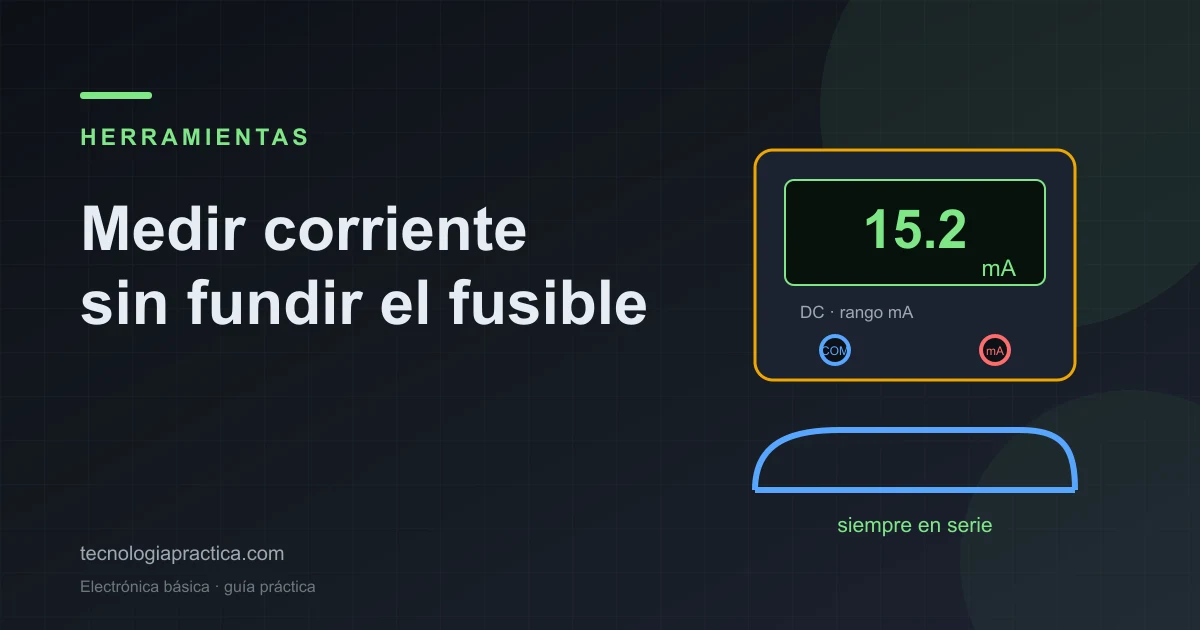 HERRAMIENTAS
Medir corriente
sin fundir el fusible
15.2
mA
DC · rango mA
COM
mA
siempre en serie
tecnologiapractica.com
Electrónica básica · guía práctica